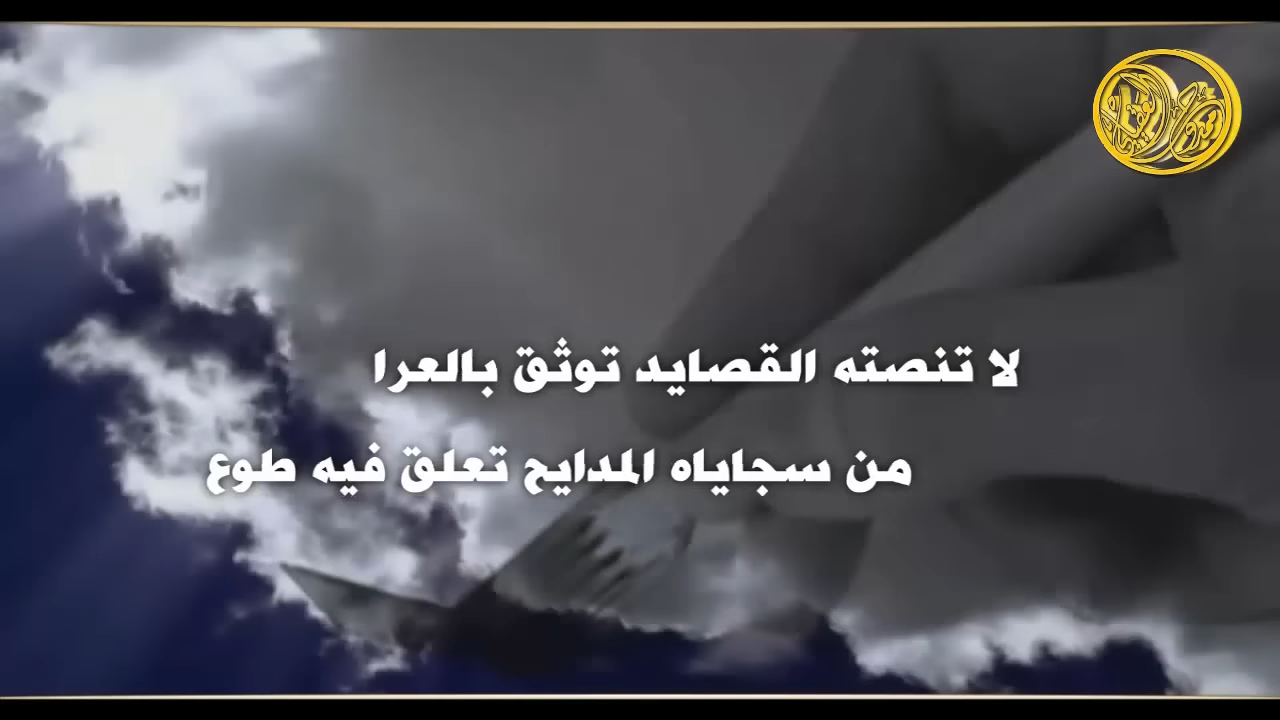 لا تنصته القصايد توثق بالعرا
من سجاياه المدايح تعلق فيه طوع